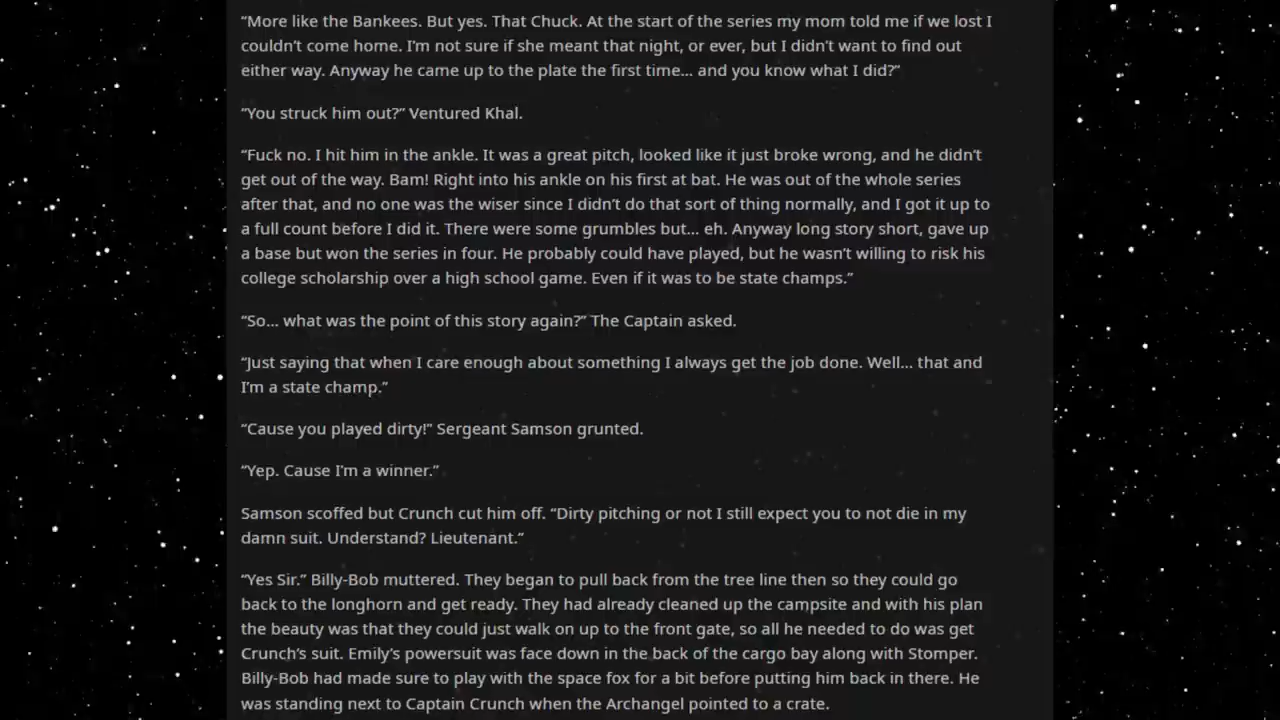 “More like the Bankees. But yes. That Chuck. At the start of the series my mom told me if we lost I
couldn’t come home. I’m not sure if she meant that night, or ever, but I didn’t want to find out
either way. Anyway he came up to the plate the first time… and you know what I did?”
“You struck him out?” Ventured Khal.
“Fuck no. I hit him in the ankle. It was a great pitch, looked like it just broke wrong, and he didn’t
get out of the way. Bam! Right into his ankle on his first at bat. He was out of the whole series
after that, and no one was the wiser since I didn’t do that sort of thing normally, and I got it up to
a full count before I did it. There were some grumbles but… eh. Anyway long story short, gave up
a base but won the series in four. He probably could have played, but he wasn’t willing to risk his
college scholarship over a high school game. Even if it was to be state champs.”
“So… what was the point of this story again?” The Captain asked.
“Just saying that when I care enough about something I always get the job done. Well… that and
I’m a state champ.”
“Cause you played dirty!” Sergeant Samson grunted.
“Yep. Cause I’m a winner.”
Samson scoffed but Crunch cut him off. “Dirty pitching or not I still expect you to not die in my
damn suit. Understand? Lieutenant.”
“Yes Sir.” Billy-Bob muttered. They began to pull back from the tree line then so they could go
back to the longhorn and get ready. They had already cleaned up the campsite and with his plan
the beauty was that they could just walk on up to the front gate, so all he needed to do was get
Crunch’s suit. Emily’s powersuit was face down in the back of the cargo bay along with Stomper.
Billy-Bob had made sure to play with the space fox for a bit before putting him back in there. He
was standing next to Captain Crunch when the Archangel pointed to a crate.